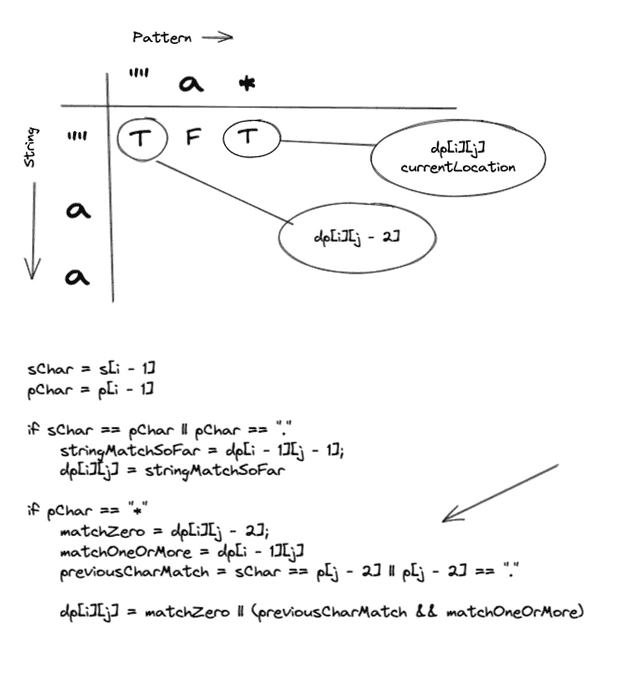 Pattern →
"" a *
String
"" T F T
dp[i][j]
currentLocation
a
dp[i][j - 2]
a
sChar = s[i - 1]
pChar = p[i - 1]
if sChar == pChar || pChar == "."
stringMatchSoFar = dp[i - 1][j - 1];
dp[i][j] = stringMatchSoFar
if pChar == "*"
matchZero = dp[i][j - 2];
matchOneOrMore = dp[i - 1][j]
previousCharMatch = sChar == p[j - 2] || p[j - 2] == "."
dp[i][j] = matchZero || (previousCharMatch && matchOneOrMore)